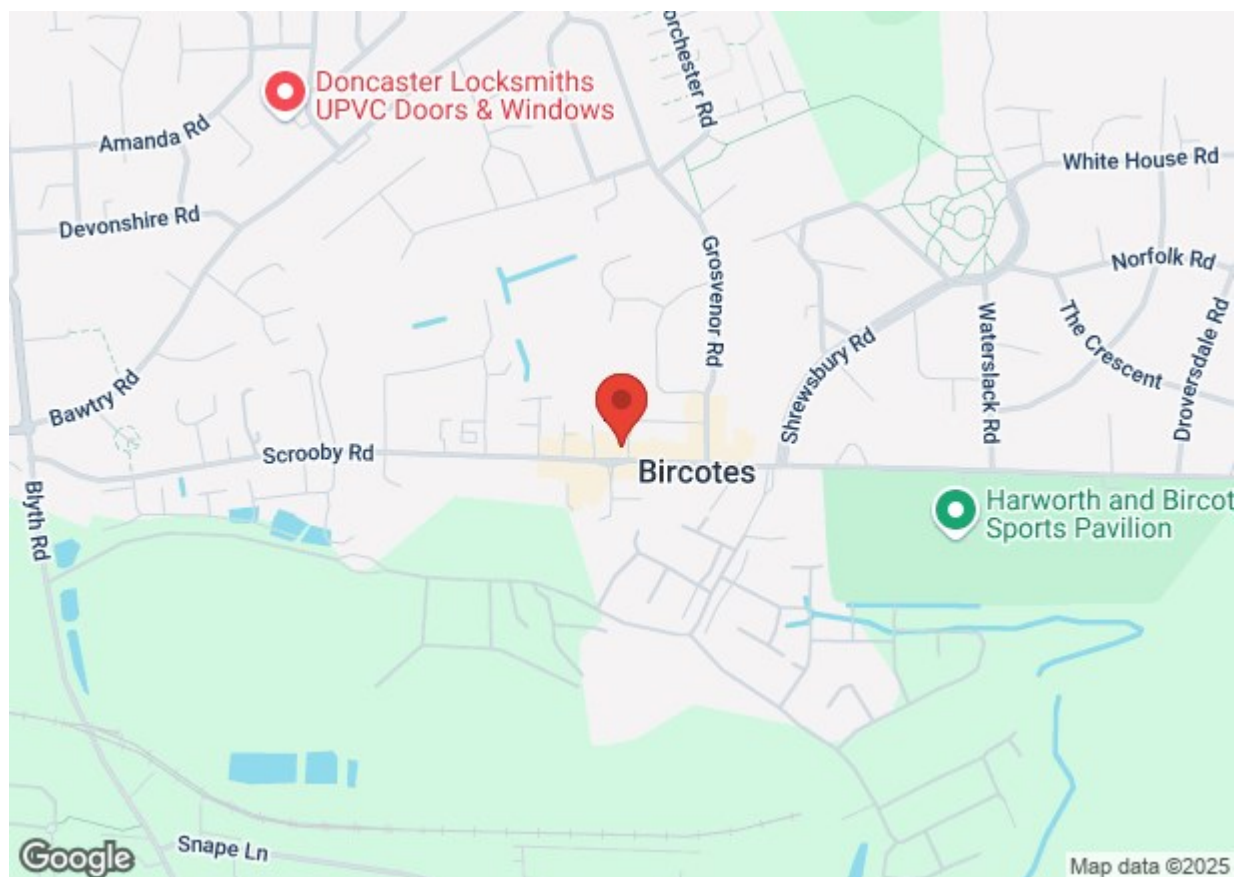 Dorchester Rd
Doncaster Locksmiths
UPVC Doors & Windows
Amanda Rd
White House Rd
Devonshire Rd
Grosvenor Rd
Norfolk Rd
Waterslack Rd
The Crescent
Droversdale Rd
Shrewsbury Rd
Bawtry Rd
Scrooby Rd
Bircotes
Blyth Rd
Harworth and Bircot
Sports Pavilion
Snape Ln
Google
Map data ©2025